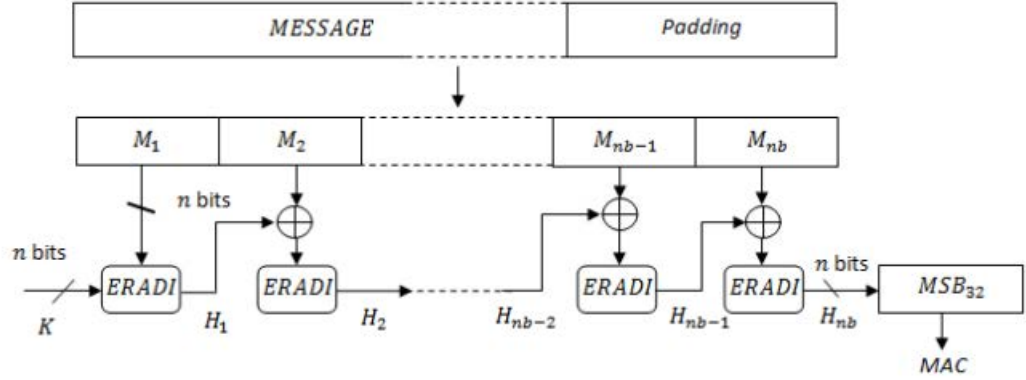 MESSAGE Padding
M₁ M₂ Mₙb₋₁ Mₙb
n bits
n bits n bits
ERADI ERADI ERADI ERADI MSB₃₂
K H₁ H₂ Hₙb₋₂ Hₙb₋₁ Hₙb
MAC